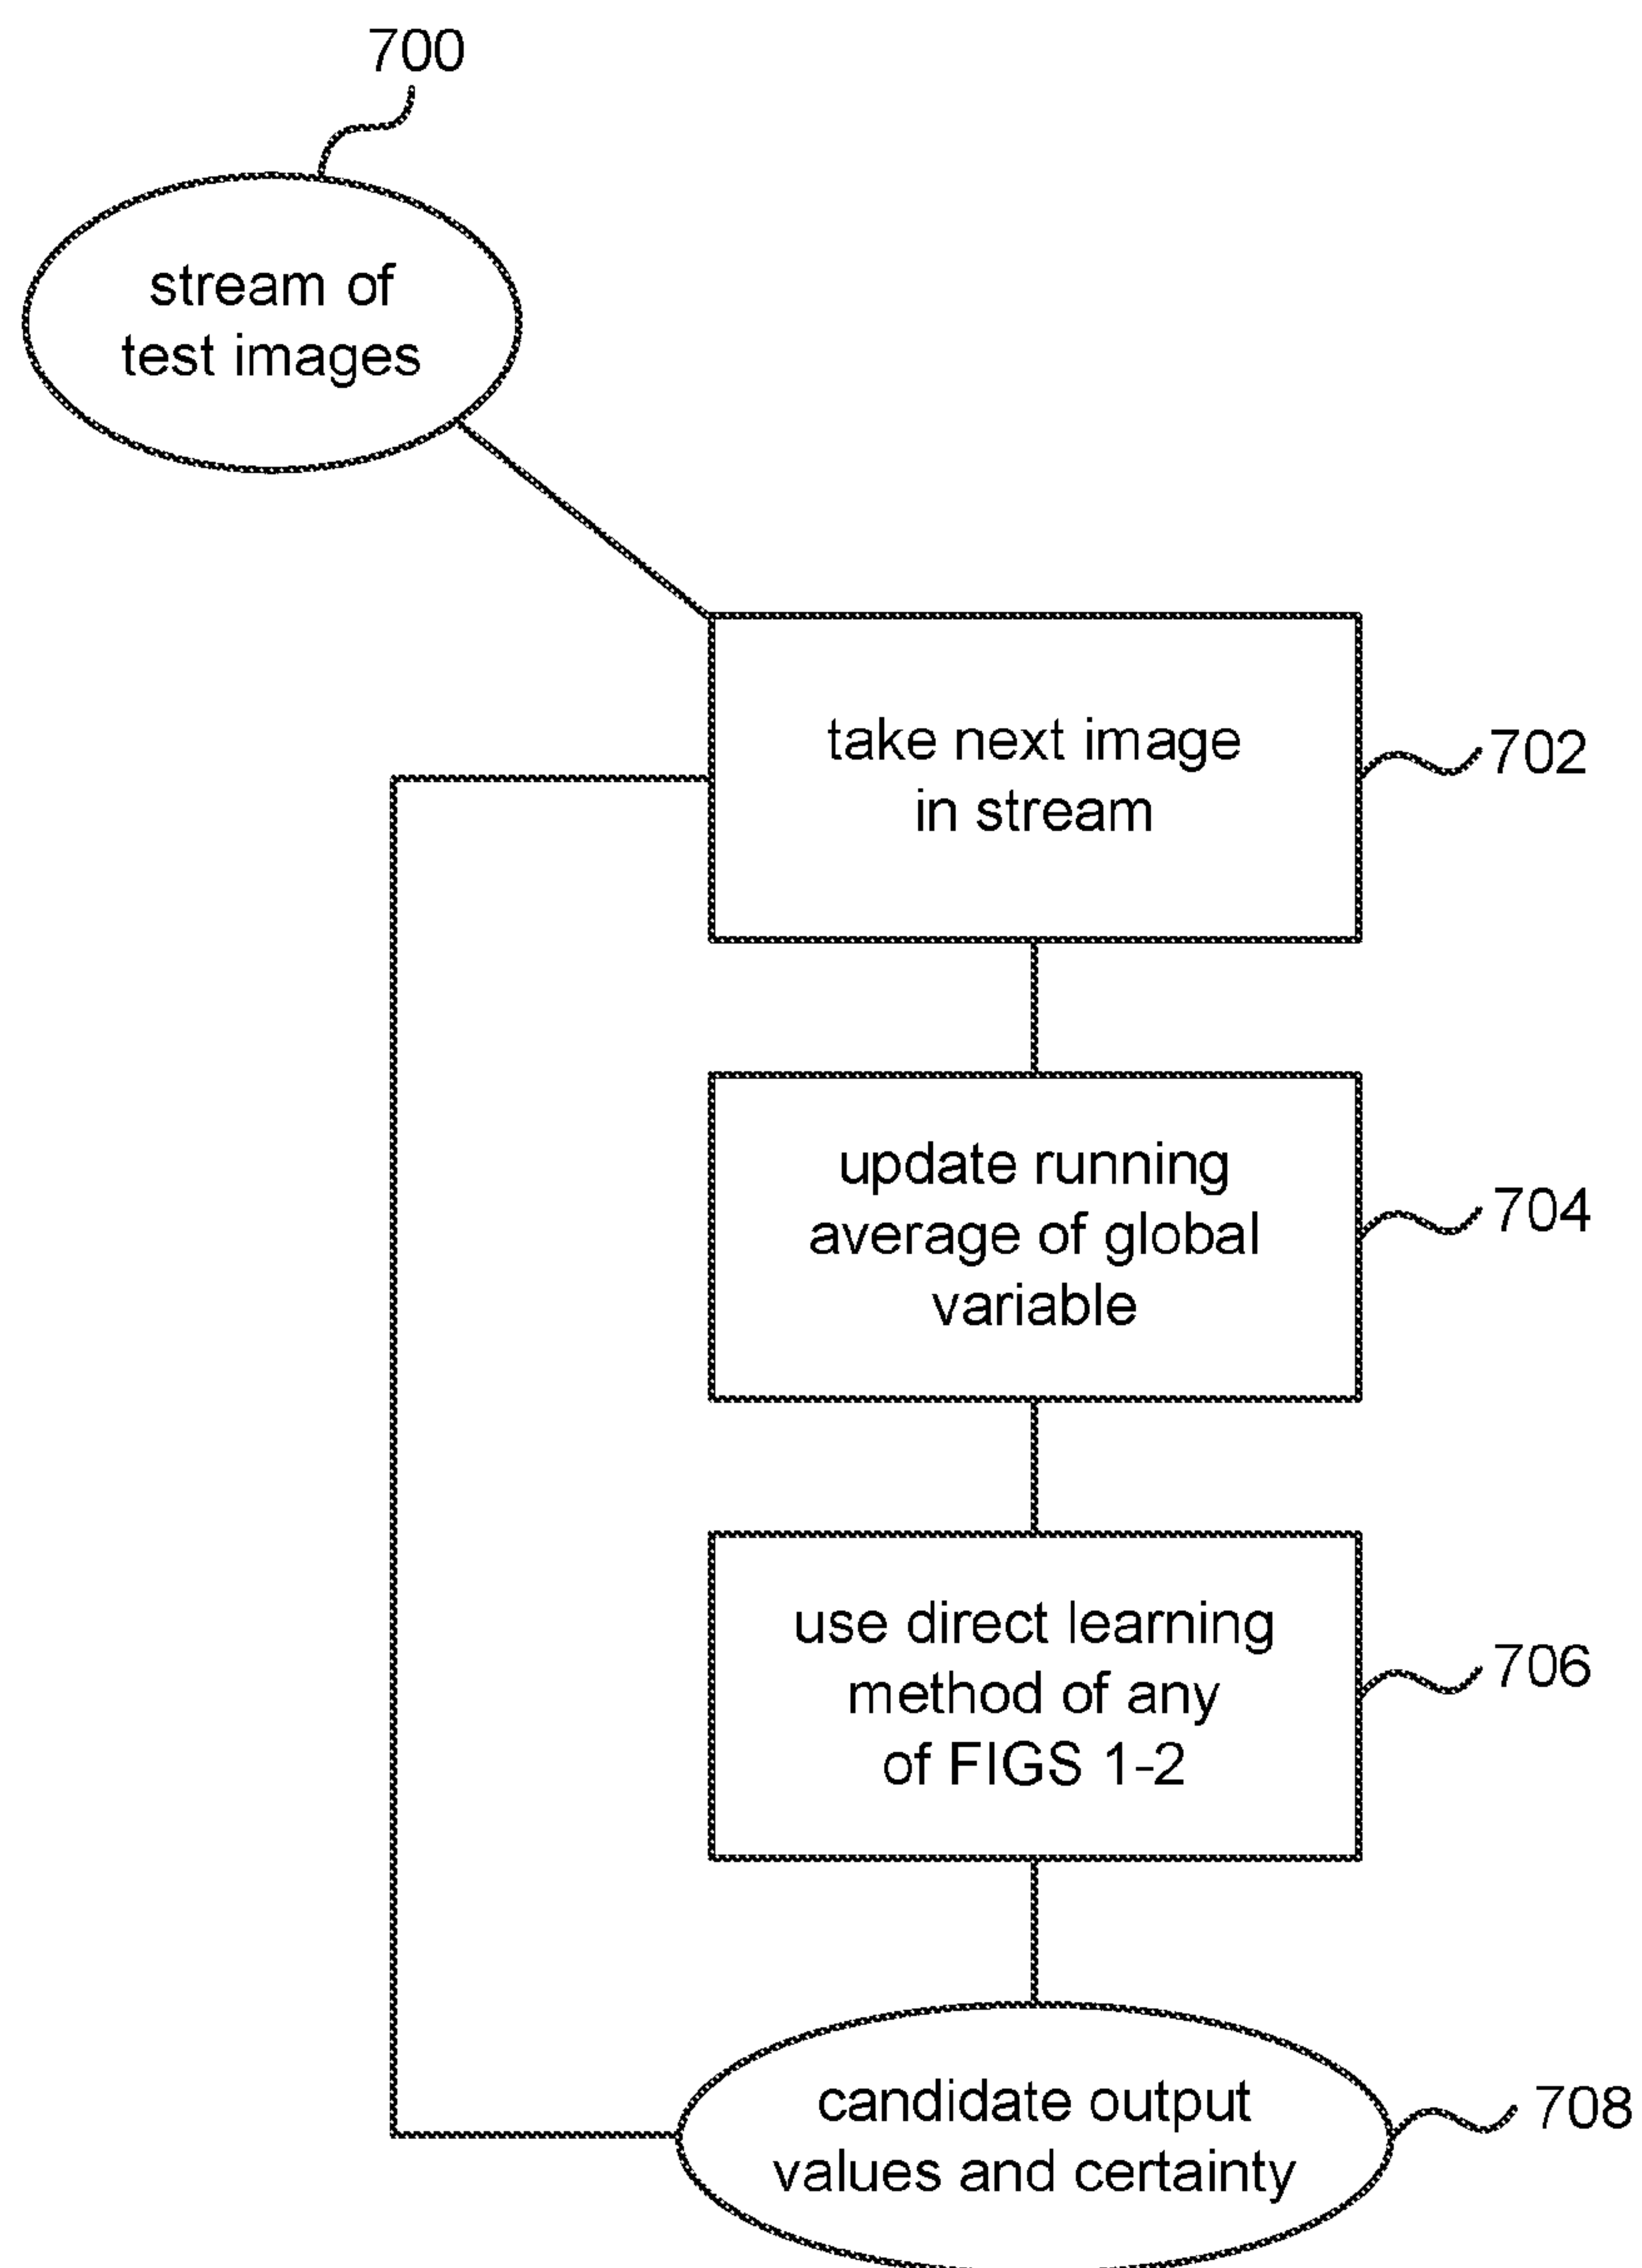 700
stream of
test images
take next image
in stream
702
update running
average of global
variable
704
use direct learning
method of any
of FIGS 1-2
706
candidate output
values and certainty
708